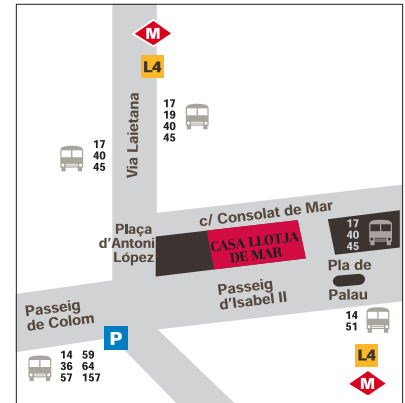 M
L4
17
19
40
45
17
40
45
Via Laietana
c/ Consolat de Mar
Plaça
d'Antoni
López
CASA LLOTJA
DE MAR
17
40
45
Pla de
Palau
Passeig
d'Isabel II
Passeig
de Colom
P
14
51
14 59
36 64
57 157
L4
M